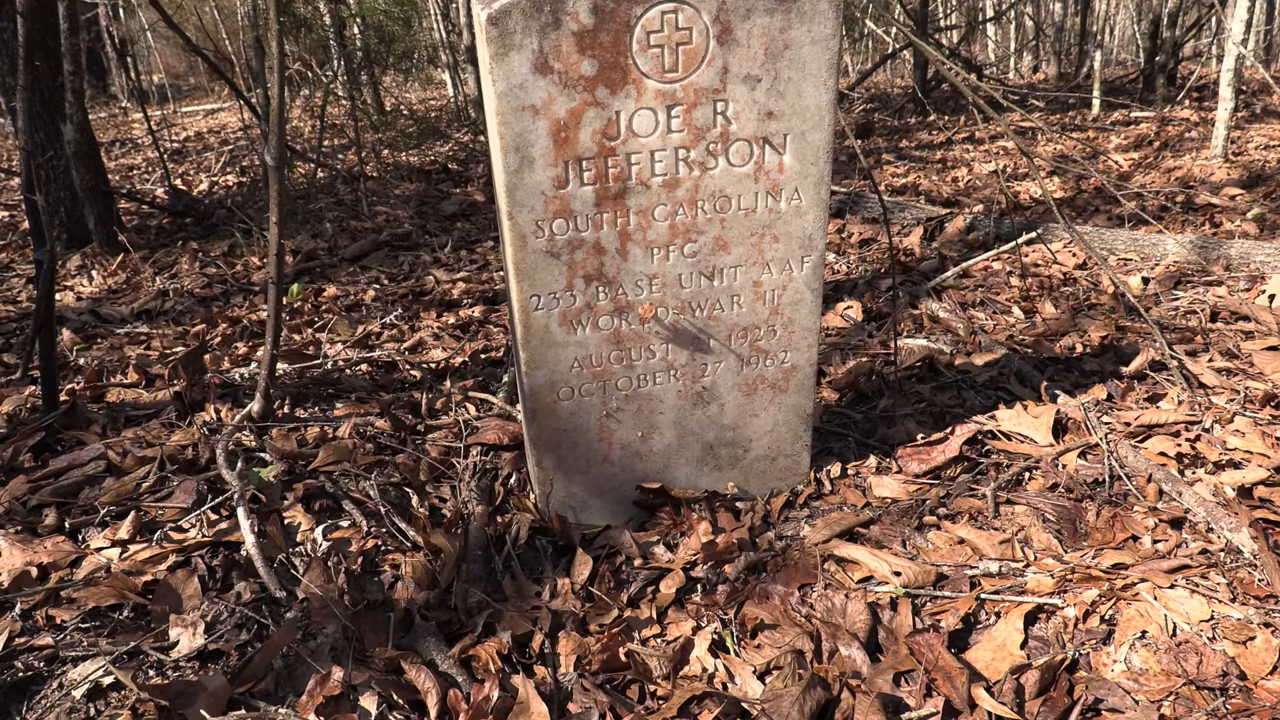 JOE R
JEFFERSON
SOUTH CAROLINA
PFC
233 BASE UNIT AAF
WORLD WAR II
AUGUST 1923
OCTOBER 27 1962